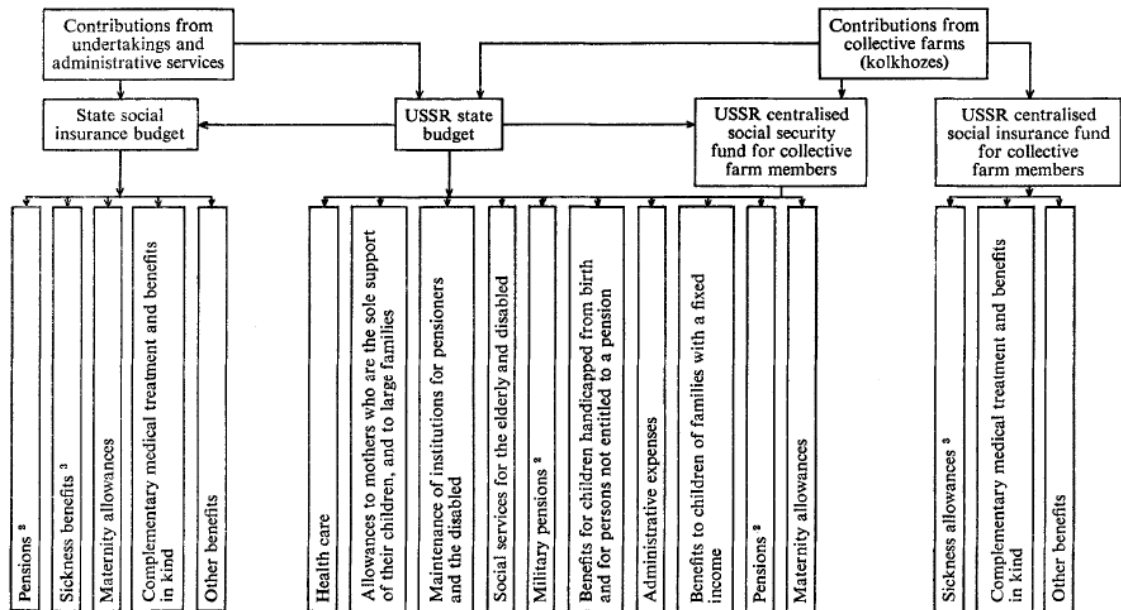 Contributions from
undertakings and
administrative services
Contributions from
collective farms
(kolkhozes)
State social
insurance budget
USSR state
budget
USSR centralised
social security
fund for collective
farm members
USSR centralised
social insurance fund
for collective
farm members
Pensions ²
Sickness benefits ³
Maternity allowances
Complementary medical treatment and benefits
in kind
Other benefits
Health care
Allowances to mothers who are the sole support
of their children, and to large families
Maintenance of institutions for pensioners
and the disabled
Social services for the elderly and disabled
Military pensions ²
Benefits for children handicapped from birth
and for persons not entitled to a pension
Administrative expenses
Benefits to children of families with a fixed
income
Pensions ²
Maternity allowances
Sickness allowances ³
Complementary medical treatment and benefits
in kind
Other benefits